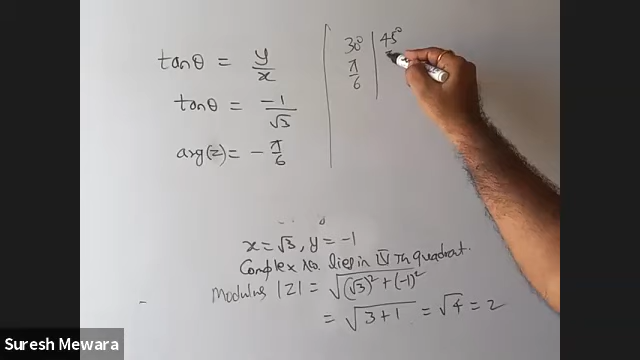 tanθ = y/x
tanθ = -1/√3
arg(z) = - π/6
30° | 45°
π/6
x = √3, y = -1
Complex no. lies in IV Th quadrat.
Modulus |Z| = √((√3)² + (-1)²)
= √(3+1) = √4 = 2
Suresh Mewara